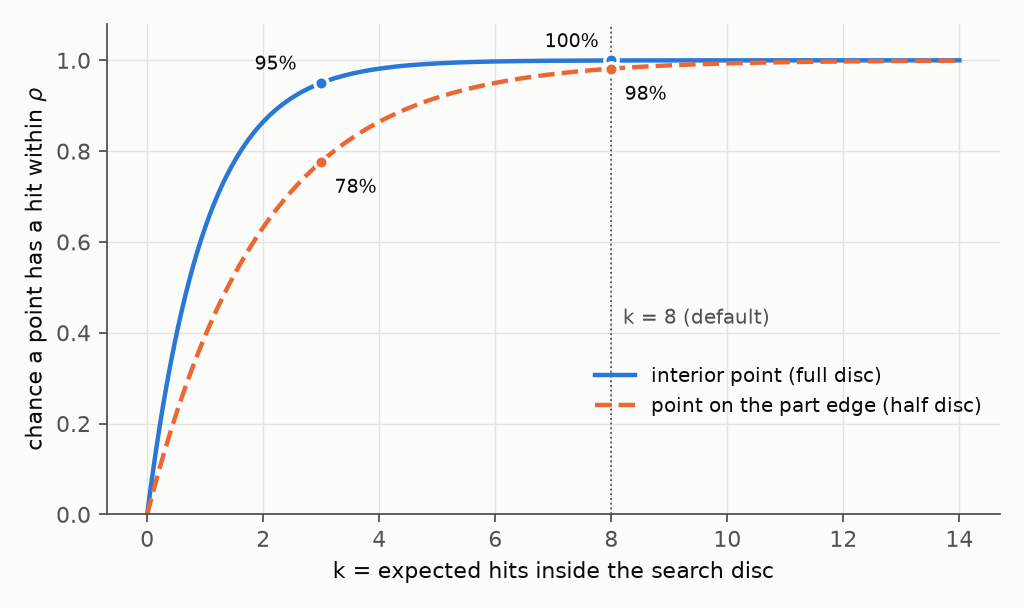 chance a point has a hit within ρ
1.0
0.8
0.6
0.4
0.2
0.0
95%
100%
98%
78%
k = 8 (default)
interior point (full disc)
point on the part edge (half disc)
0 2 4 6 8 10 12 14
k = expected hits inside the search disc